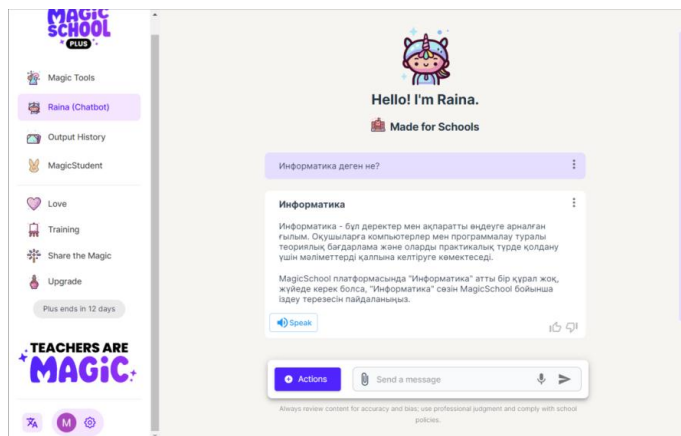 MAGIC
SCHOOL
PLUS
Magic Tools
Raina (Chatbot)
Output History
MagicStudent
Love
Training
Share the Magic
Upgrade
Plus ends in 12 days
TEACHERS ARE
MAGiC
M
Hello! I'm Raina.
Made for Schools
Информатика деген не?
Информатика
Информатика - бұл деректер мен ақпаратты өңдеуге арналған
ғылым. Оқушыларға компьютерлер мен программалау туралы
теориялық бағдарлама және оларды практикалық түрде қолдану
үшін мәліметтерді қалпына келтіруге көмектеседі.
MagicSchool платформасында "Информатика" атты бір құрал жоқ,
жүйеде керек болса, "Информатика" сөзін MagicSchool бойынша
іздеу терезесін пайдаланыңыз.
Speak
Actions
Send a message
Always review content for accuracy and bias; use professional judgment and comply with school
policies.